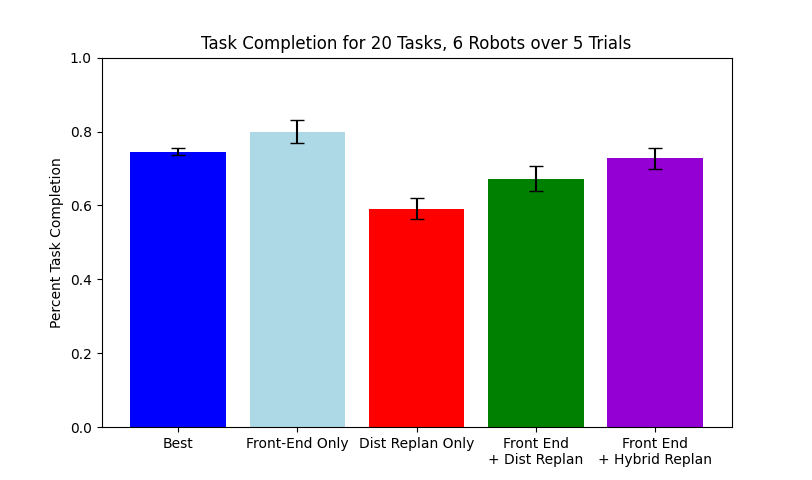 Task Completion for 20 Tasks, 6 Robots over 5 Trials
Percent Task Completion
1.0
0.8
0.6
0.4
0.2
0.0
Best
Front-End Only
Dist Replan Only
Front End
+ Dist Replan
Front End
+ Hybrid Replan